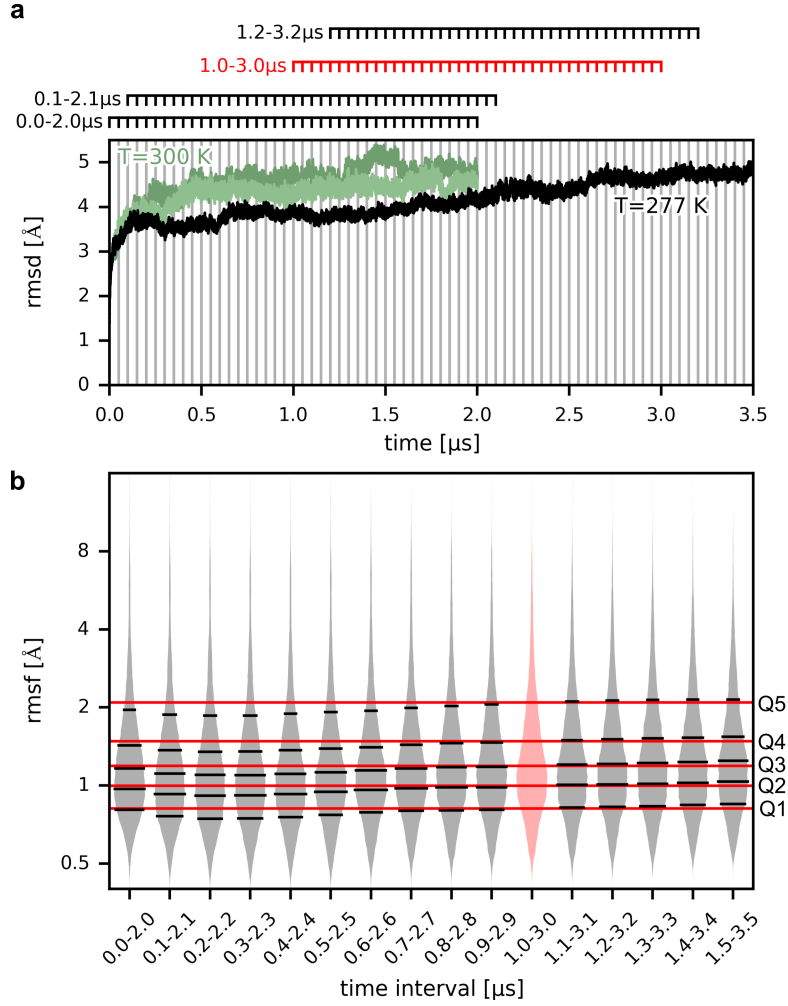 a
1.2-3.2μs
1.0-3.0μs
0.1-2.1μs
0.0-2.0μs
T=300 K
T=277 K
5
4
3
2
1
0
rmsd [Å]
0.0 0.5 1.0 1.5 2.0 2.5 3.0 3.5
time [μs]
b
8
4
2
1
0.5
rmsf [Å]
Q5
Q4
Q3
Q2
Q1
0.0-2.0 0.1-2.1 0.2-2.2 0.3-2.3 0.4-2.4 0.5-2.5 0.6-2.6 0.7-2.7 0.8-2.8 0.9-2.9 1.0-3.0 1.1-3.1 1.2-3.2 1.3-3.3 1.4-3.4 1.5-3.5
time interval [μs]